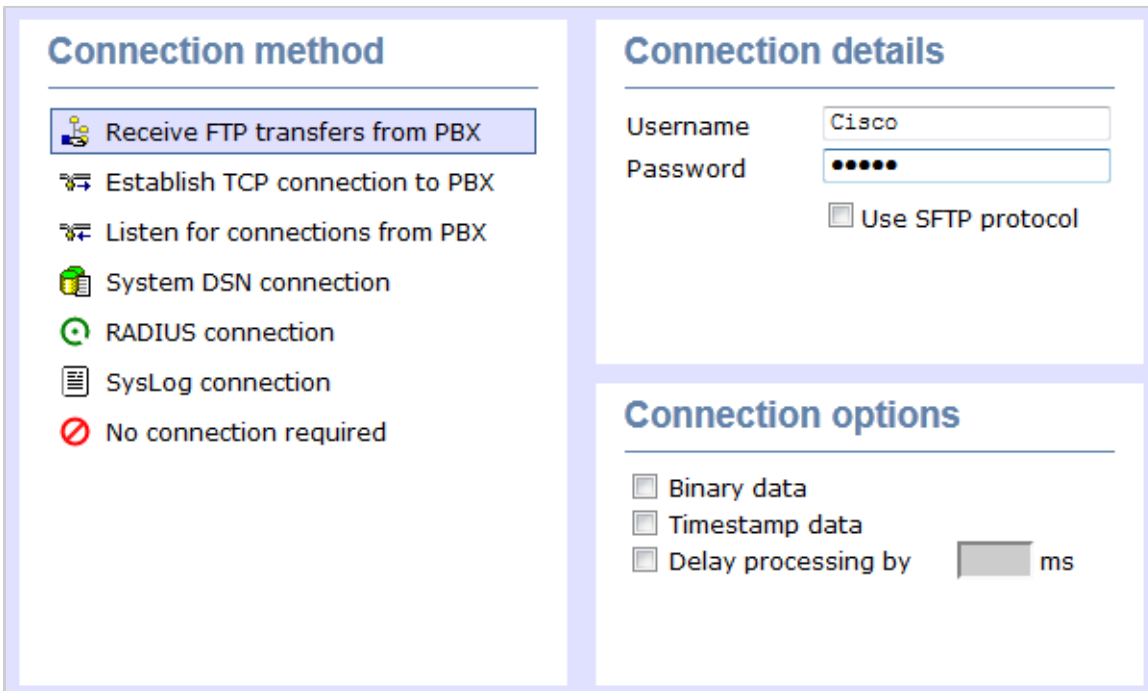 Connection method
Receive FTP transfers from PBX
Establish TCP connection to PBX
Listen for connections from PBX
System DSN connection
RADIUS connection
SysLog connection
No connection required
Connection details
Username Cisco
Password •••••
Use SFTP protocol
Connection options
Binary data
Timestamp data
Delay processing by ms